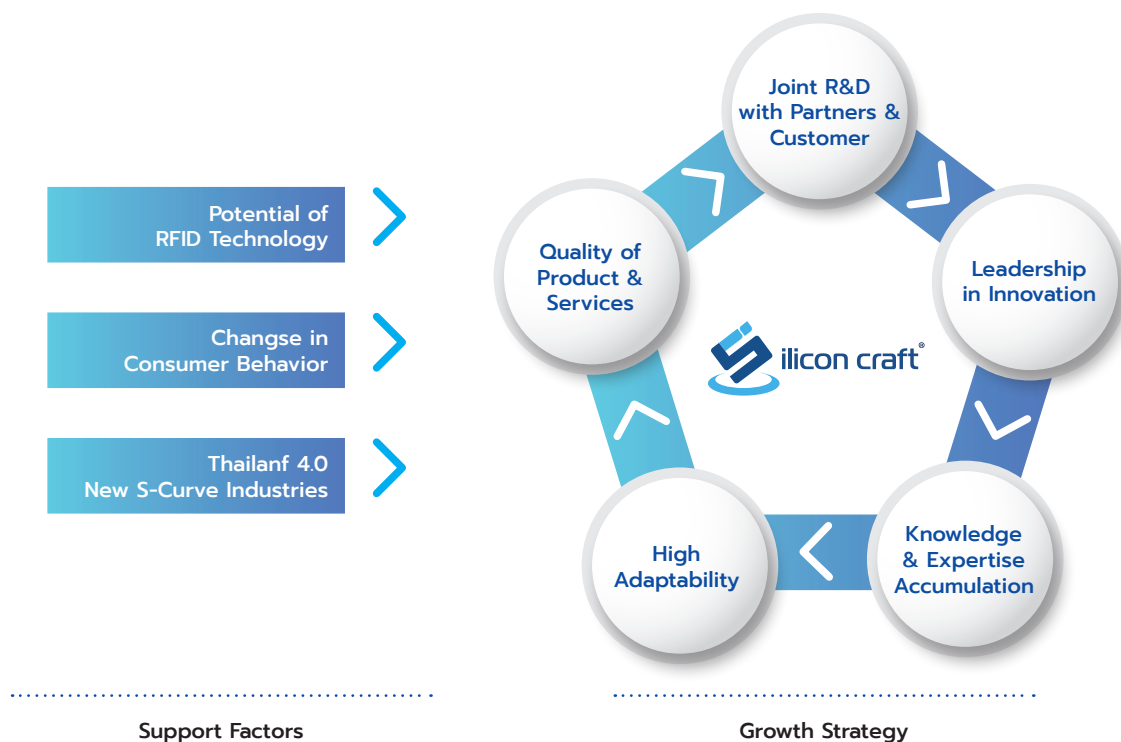 Potential of
RFID Technology
Changse in
Consumer Behavior
Thailanf 4.0
New S-Curve Industries
Support Factors
Joint R&D
with Partners &
Customer
Leadership
in Innovation
Knowledge
& Expertise
Accumulation
High
Adaptability
Quality of
Product &
Services
Silicon craft®
Growth Strategy